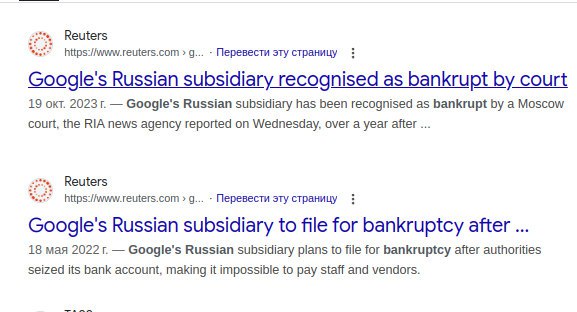 Reuters
https://www.reuters.com › g... · Перевести эту страницу
Google's Russian subsidiary recognised as bankrupt by court
19 окт. 2023 г. — Google's Russian subsidiary has been recognised as bankrupt by a Moscow
court, the RIA news agency reported on Wednesday, over a year after ...
Reuters
https://www.reuters.com › g... · Перевести эту страницу
Google's Russian subsidiary to file for bankruptcy after ...
18 мая 2022 г. — Google's Russian subsidiary plans to file for bankruptcy after authorities
seized its bank account, making it impossible to pay staff and vendors.